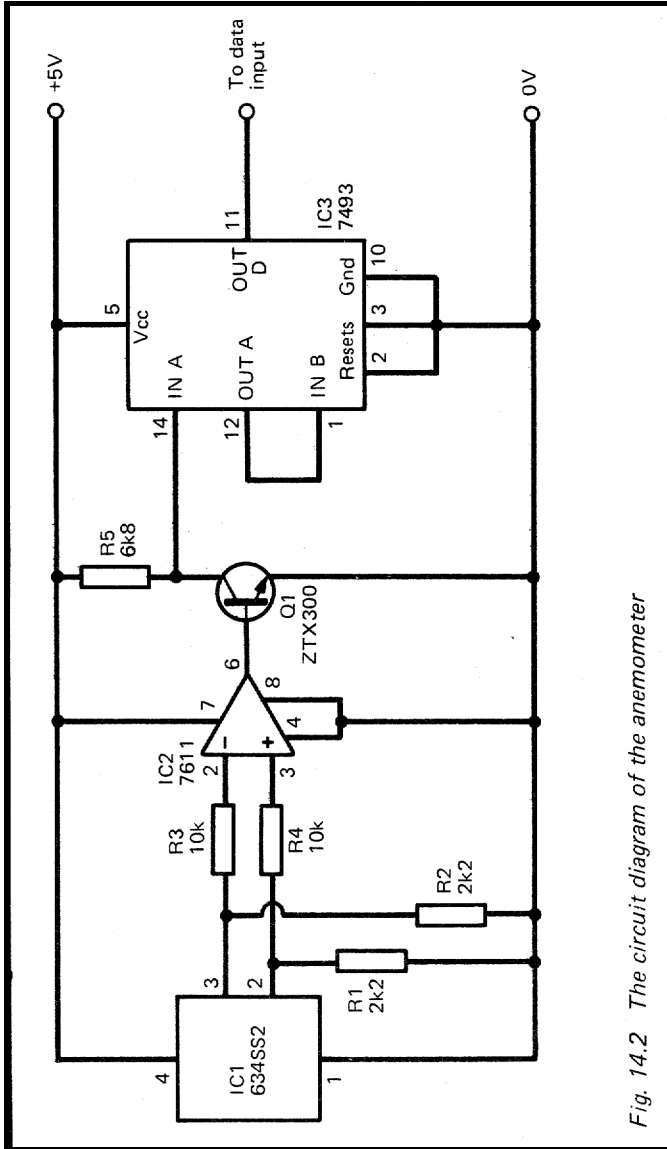 +5V
5
Vcc
R5
6k8
14
IN A
To data
input
OUT
D
11
12
OUT A
IC3
7493
IN B
1
Resets
Gnd
2
3
10
Q1
ZTX300
6
7
8
4
IC2
7611
2
3
−
+
R3
10k
R4
10k
R2
2k2
R1
2k2
3
2
4
IC1
634SS2
1
0V
Fig. 14.2 The circuit diagram of the anemometer